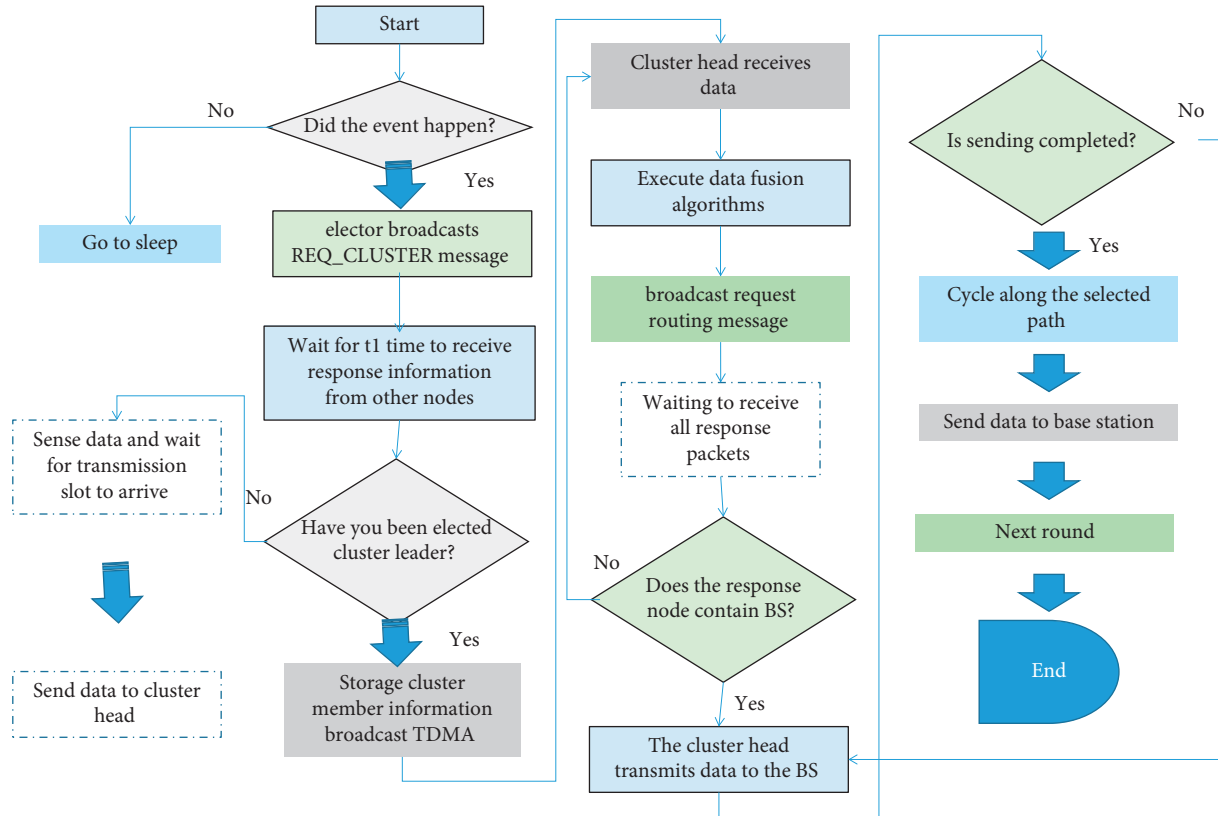 Start
Did the event happen?
No
Yes
Go to sleep
elector broadcasts
REQ_CLUSTER message
Wait for t1 time to receive
response information
from other nodes
Sense data and wait
for transmission
slot to arrive
No
Have you been elected
cluster leader?
Yes
Send data to cluster
head
Storage cluster
member information
broadcast TDMA
Cluster head receives
data
Execute data fusion
algorithms
broadcast request
routing message
Waiting to receive
all response
packets
No
Does the response
node contain BS?
Yes
The cluster head
transmits data to the BS
Is sending completed?
No
Yes
Cycle along the selected
path
Send data to base station
Next round
End